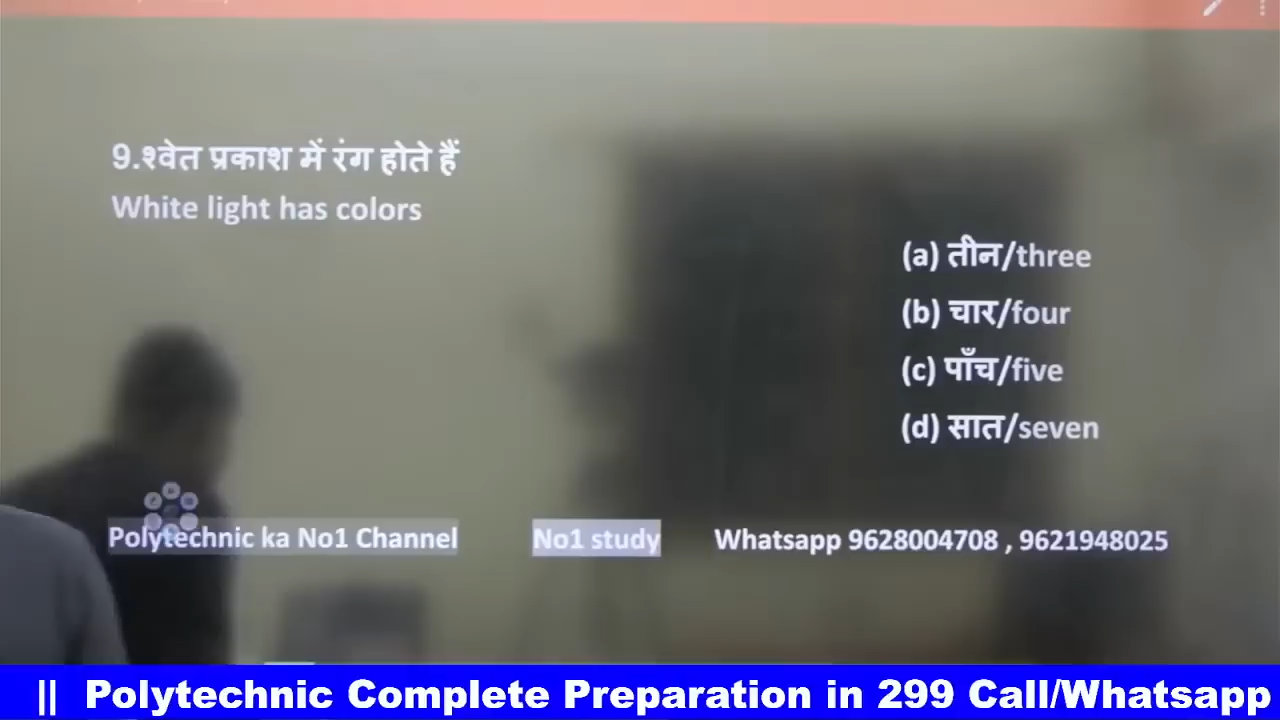 9.श्वेत प्रकाश में रंग होते हैं
White light has colors
(a) तीन/three
(b) चार/four
(c) पाँच/five
(d) सात/seven
Polytechnic ka No1 Channel No1 study Whatsapp 9628004708 , 9621948025
|| Polytechnic Complete Preparation in 299 Call/Whatsapp